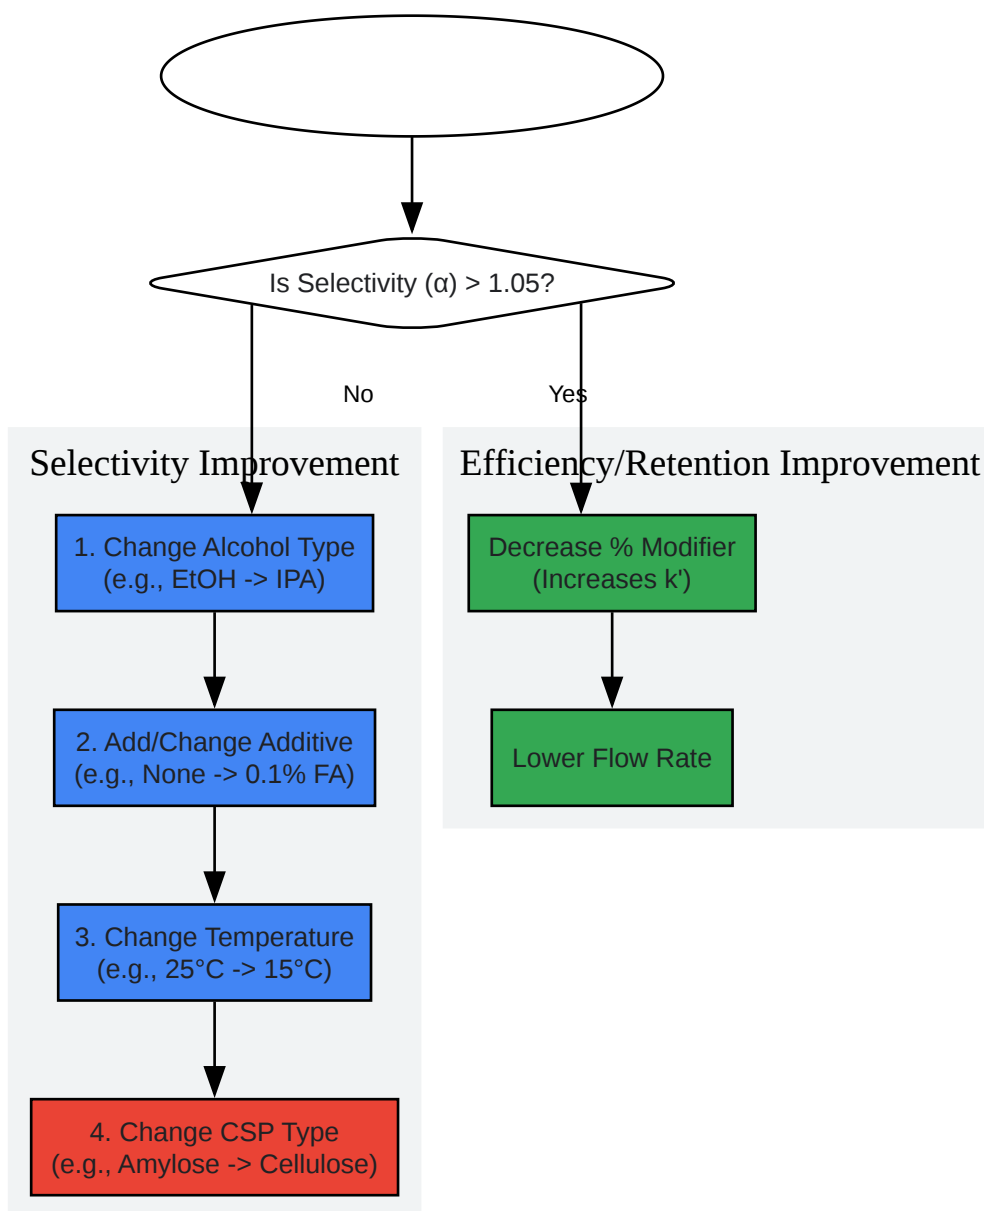 Is Selectivity (α) > 1.05?
No
Yes
Selectivity Improvement
Efficiency/Retention Improvement
1. Change Alcohol Type
(e.g., EtOH -> IPA)
Decrease % Modifier
(Increases k')
2. Add/Change Additive
(e.g., None -> 0.1% FA)
Lower Flow Rate
3. Change Temperature
(e.g., 25°C -> 15°C)
4. Change CSP Type
(e.g., Amylose -> Cellulose)